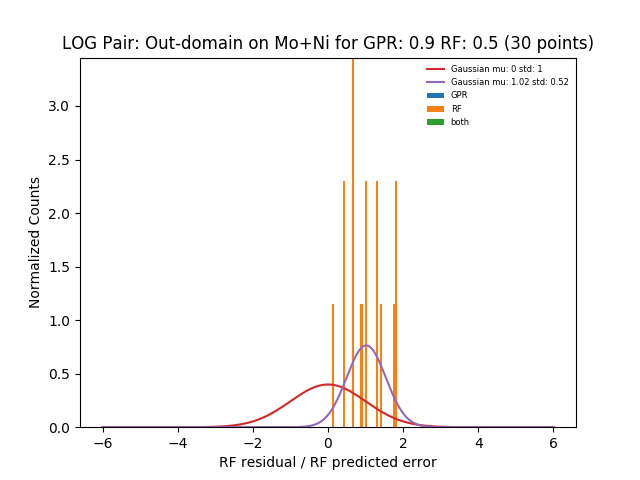 LOG Pair: Out-domain on Mo+Ni for GPR: 0.9 RF: 0.5 (30 points)
Gaussian mu: 0 std: 1
Gaussian mu: 1.02 std: 0.52
GPR
RF
both
Normalized Counts
3.0
2.5
2.0
1.5
1.0
0.5
0.0
−6 −4 −2 0 2 4 6
RF residual / RF predicted error